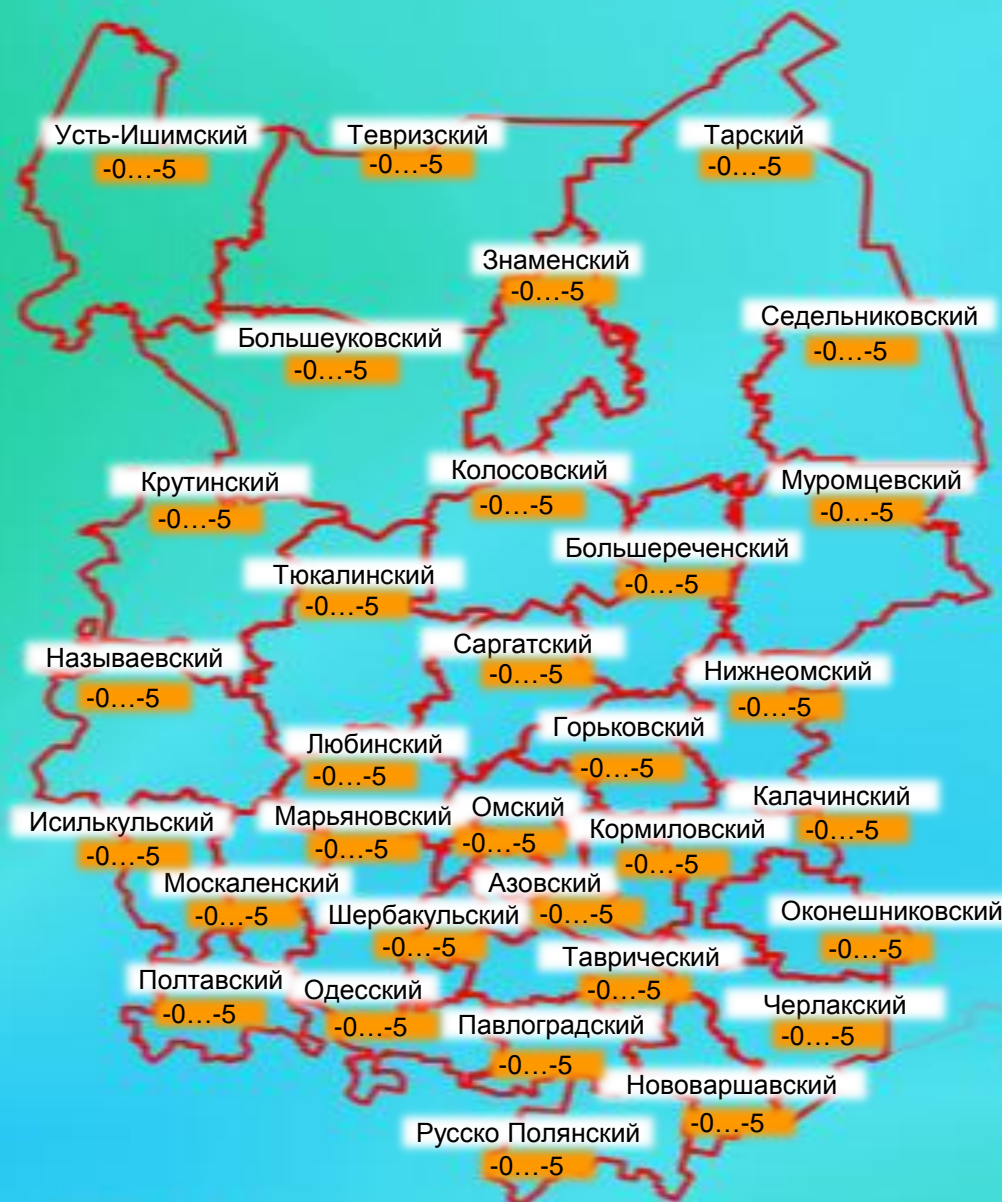 Усть-Ишимский
-0…-5
Тевризский
-0…-5
Тарский
-0…-5
Знаменский
-0…-5
Большеуковский
-0…-5
Седельниковский
-0…-5
Крутинский
-0…-5
Колосовский
-0…-5
Муромцевский
-0…-5
Большереченский
-0…-5
Тюкалинский
-0…-5
Называевский
-0…-5
Саргатский
-0…-5
Нижнеомский
-0…-5
Любинский
-0…-5
Горьковский
-0…-5
Исилькульский
-0…-5
Марьяновский
-0…-5
Омский
-0…-5
Кормиловский
-0…-5
Калачинский
-0…-5
Москаленский
-0…-5
Шербакульский
-0…-5
Азовский
-0…-5
Оконешниковский
-0…-5
Полтавский
-0…-5
Одесский
-0…-5
Таврический
-0…-5
Павлоградский
-0…-5
Черлакский
-0…-5
Нововаршавский
-0…-5
Русско Полянский
-0…-5